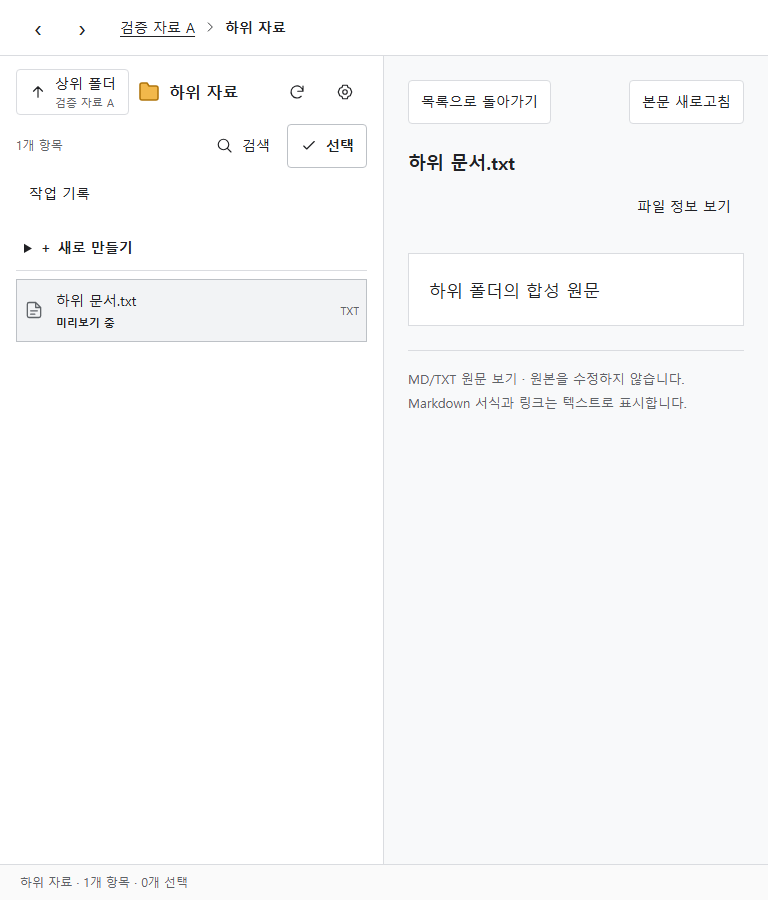 ‹ › 검증 자료 A > 하위 자료
상위 폴더
검증 자료 A
하위 자료
1개 항목
검색
선택
작업 기록
▶ + 새로 만들기
하위 문서.txt
미리보기 중
TXT
목록으로 돌아가기
본문 새로고침
하위 문서.txt
파일 정보 보기
하위 폴더의 합성 원문
MD/TXT 원문 보기 · 원본을 수정하지 않습니다.
Markdown 서식과 링크는 텍스트로 표시합니다.
하위 자료 · 1개 항목 · 0개 선택